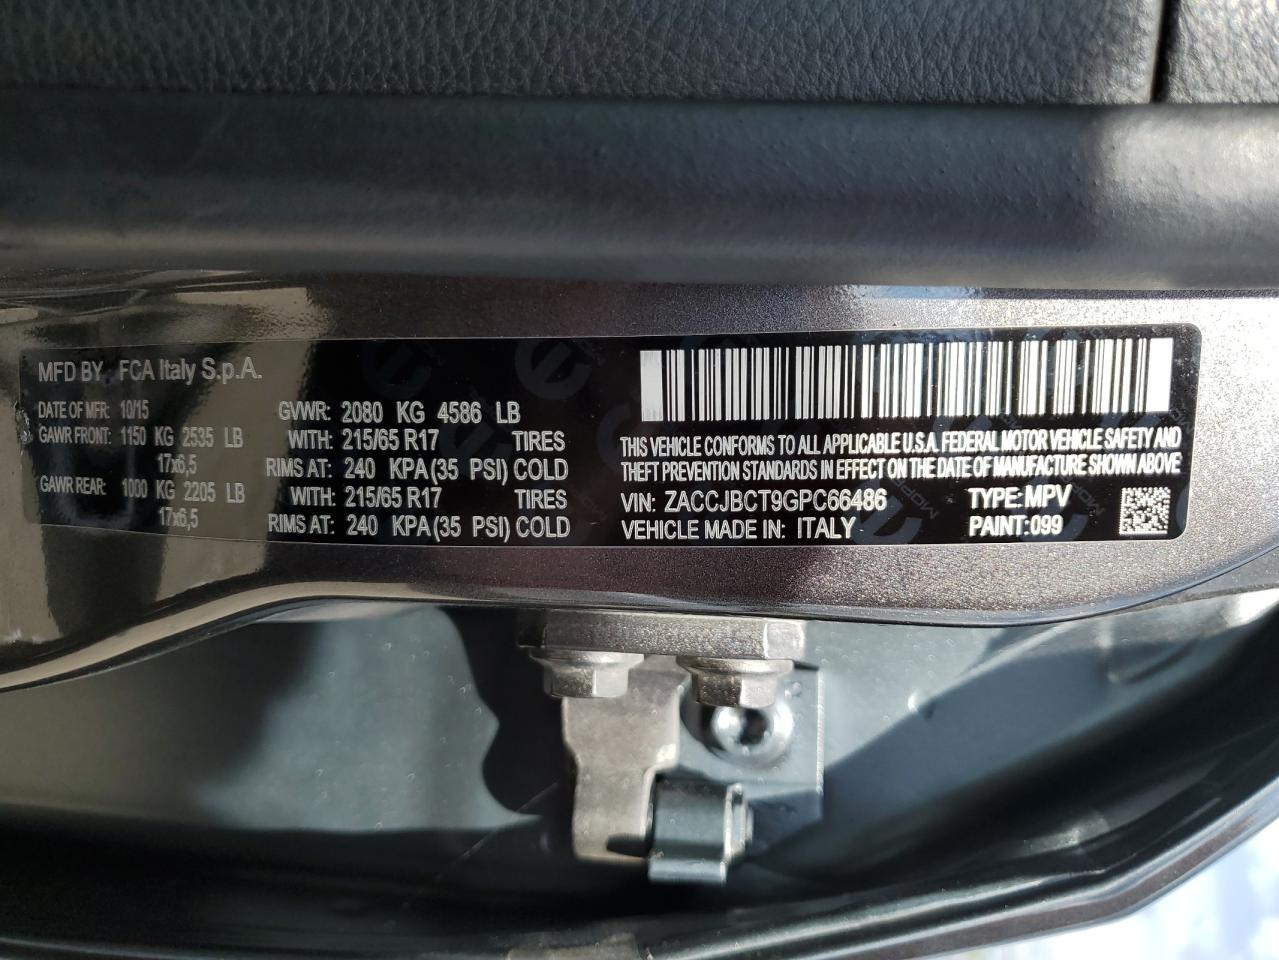 MFD BY FCA Italy S.p.A.
DATE OF MFR: 10/15 GVWR: 2080 KG 4586 LB
GAWR FRONT: 1150 KG 2535 LB WITH: 215/65 R17 TIRES
17x6,5 RIMS AT: 240 KPA(35 PSI) COLD
GAWR REAR: 1000 KG 2205 LB WITH: 215/65 R17 TIRES
17x6,5 RIMS AT: 240 KPA(35 PSI) COLD
THIS VEHICLE CONFORMS TO ALL APPLICABLE U.S.A. FEDERAL MOTOR VEHICLE SAFETY AND
THEFT PREVENTION STANDARDS IN EFFECT ON THE DATE OF MANUFACTURE SHOWN ABOVE
VIN: ZACCJBCT9GPC66486 TYPE:MPV
VEHICLE MADE IN: ITALY PAINT:099